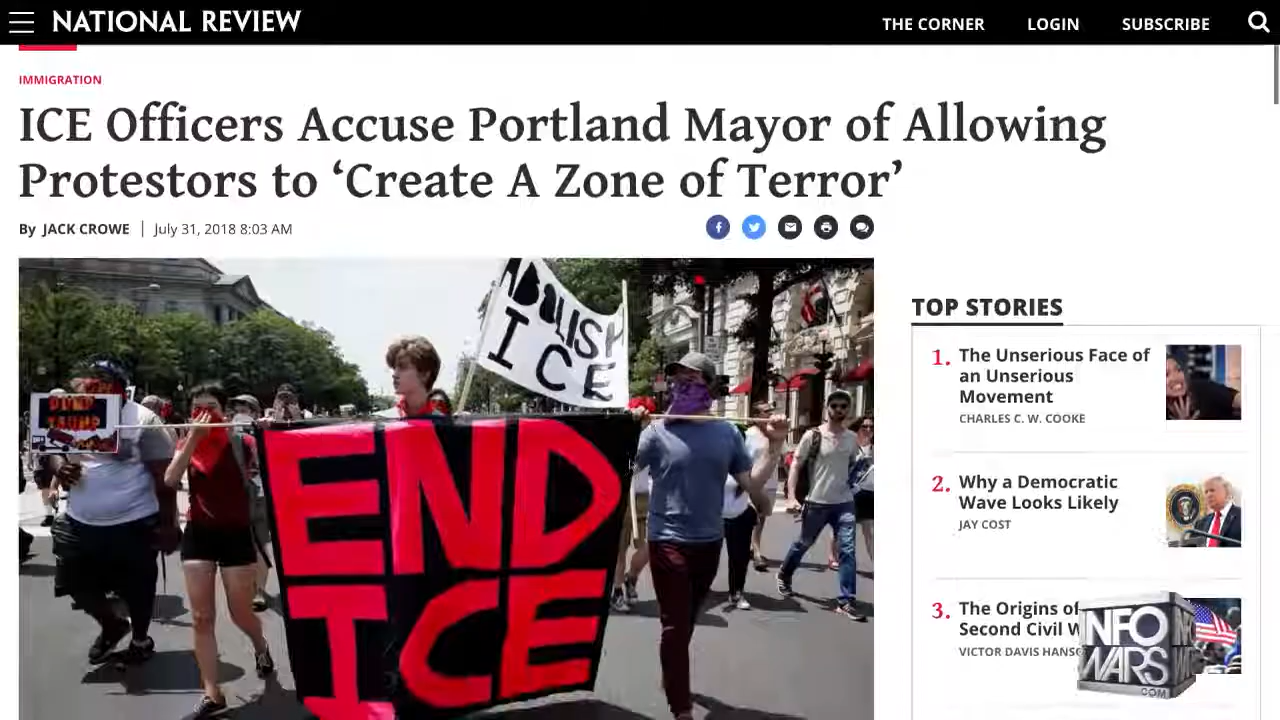 NATIONAL REVIEW
THE CORNER
LOGIN
SUBSCRIBE
IMMIGRATION
ICE Officers Accuse Portland Mayor of Allowing
Protestors to ‘Create A Zone of Terror’
By JACK CROWE | July 31, 2018 8:03 AM
ABOLISH
ICE
DUMP
TRUMP
END
ICE
TOP STORIES
1. The Unserious Face of
an Unserious
Movement
CHARLES C. W. COOKE
2. Why a Democratic
Wave Looks Likely
JAY COST
3. The Origins of
Second Civil W
VICTOR DAVIS HANSO
INFO
WARS
.COM